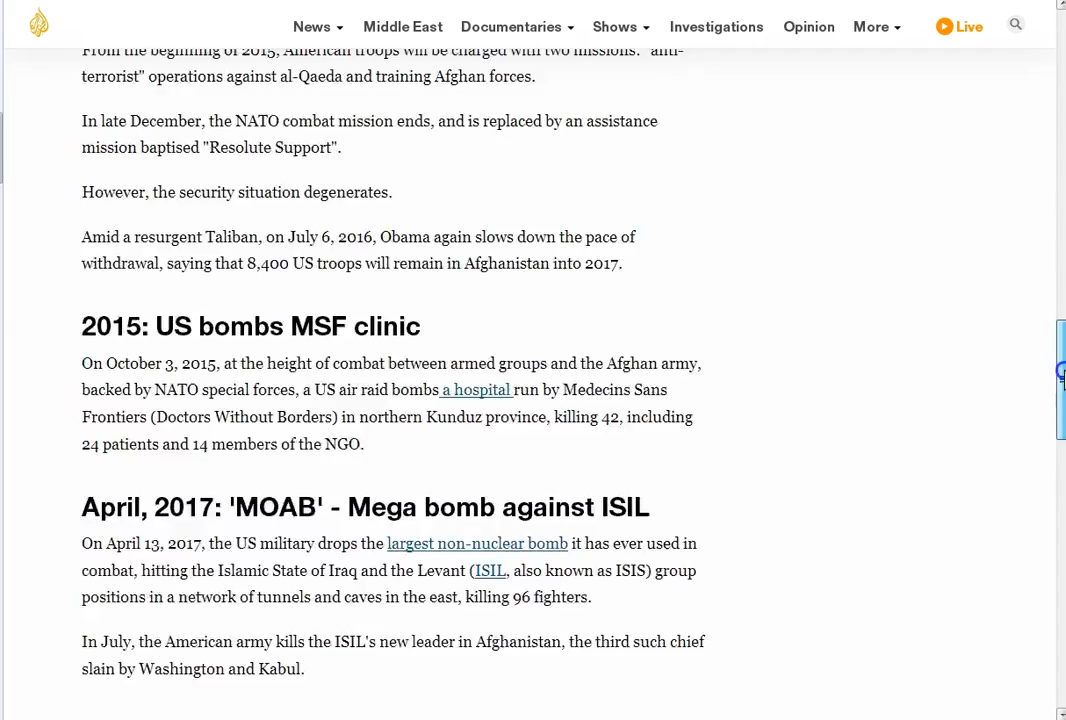 News Middle East Documentaries Shows Investigations Opinion More Live
From the beginning of 2015, American troops will be charged with two missions: "anti-
terrorist" operations against al-Qaeda and training Afghan forces.
In late December, the NATO combat mission ends, and is replaced by an assistance
mission baptised "Resolute Support".
However, the security situation degenerates.
Amid a resurgent Taliban, on July 6, 2016, Obama again slows down the pace of
withdrawal, saying that 8,400 US troops will remain in Afghanistan into 2017.
2015: US bombs MSF clinic
On October 3, 2015, at the height of combat between armed groups and the Afghan army,
backed by NATO special forces, a US air raid bombs a hospital run by Medecins Sans
Frontiers (Doctors Without Borders) in northern Kunduz province, killing 42, including
24 patients and 14 members of the NGO.
April, 2017: 'MOAB' - Mega bomb against ISIL
On April 13, 2017, the US military drops the largest non-nuclear bomb it has ever used in
combat, hitting the Islamic State of Iraq and the Levant (ISIL, also known as ISIS) group
positions in a network of tunnels and caves in the east, killing 96 fighters.
In July, the American army kills the ISIL's new leader in Afghanistan, the third such chief
slain by Washington and Kabul.